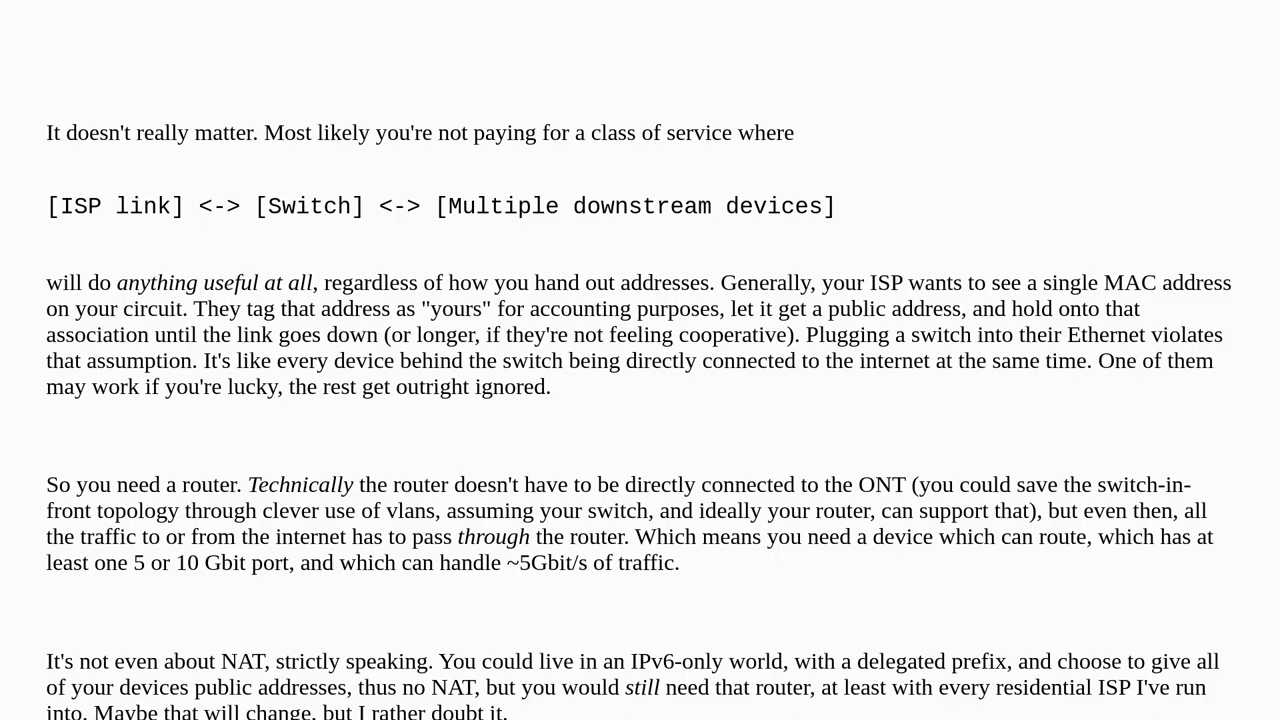 It doesn't really matter. Most likely you're not paying for a class of service where
[ISP link] <-> [Switch] <-> [Multiple downstream devices]
will do anything useful at all, regardless of how you hand out addresses. Generally, your ISP wants to see a single MAC address
on your circuit. They tag that address as "yours" for accounting purposes, let it get a public address, and hold onto that
association until the link goes down (or longer, if they're not feeling cooperative). Plugging a switch into their Ethernet violates
that assumption. It's like every device behind the switch being directly connected to the internet at the same time. One of them
may work if you're lucky, the rest get outright ignored.
So you need a router. Technically the router doesn't have to be directly connected to the ONT (you could save the switch-in-
front topology through clever use of vlans, assuming your switch, and ideally your router, can support that), but even then, all
the traffic to or from the internet has to pass through the router. Which means you need a device which can route, which has at
least one 5 or 10 Gbit port, and which can handle ~5Gbit/s of traffic.
It's not even about NAT, strictly speaking. You could live in an IPv6-only world, with a delegated prefix, and choose to give all
of your devices public addresses, thus no NAT, but you would still need that router, at least with every residential ISP I've run
into. Maybe that will change, but I rather doubt it.